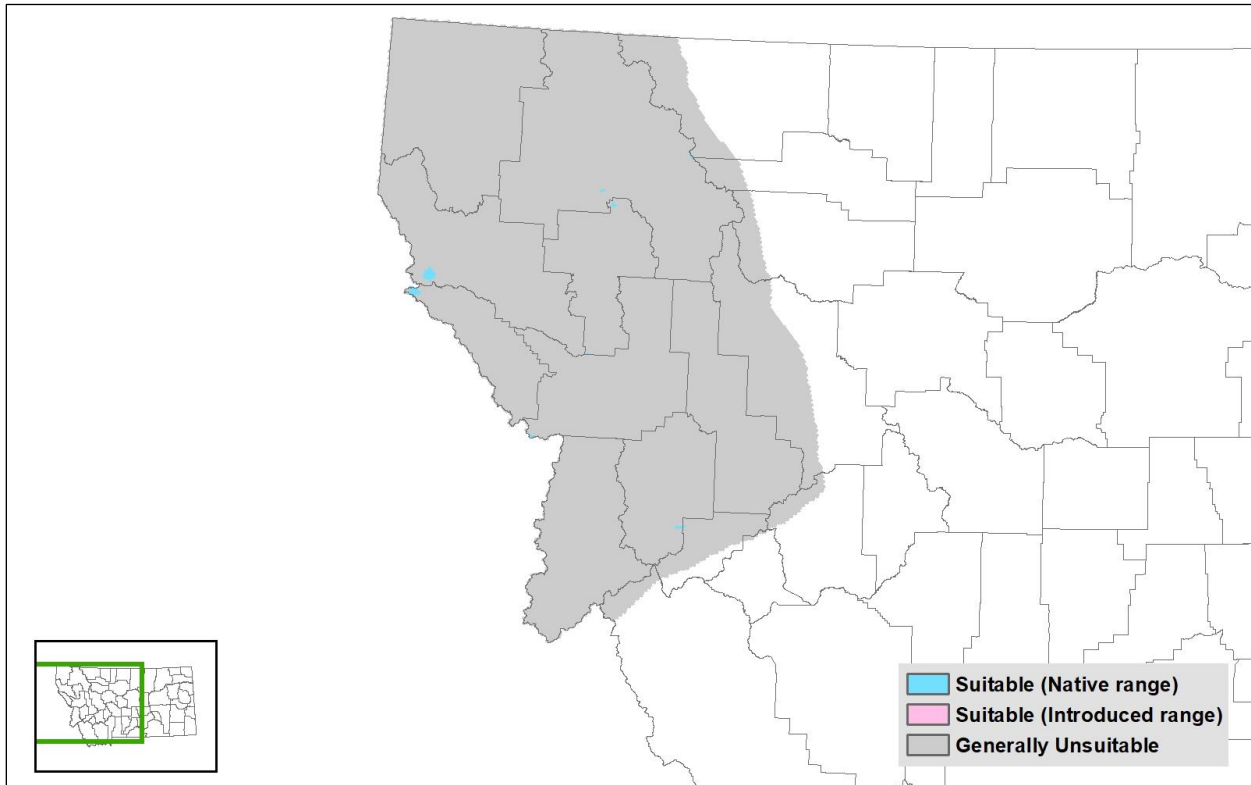 Suitable (Native range)
Suitable (Introduced range)
Generally Unsuitable